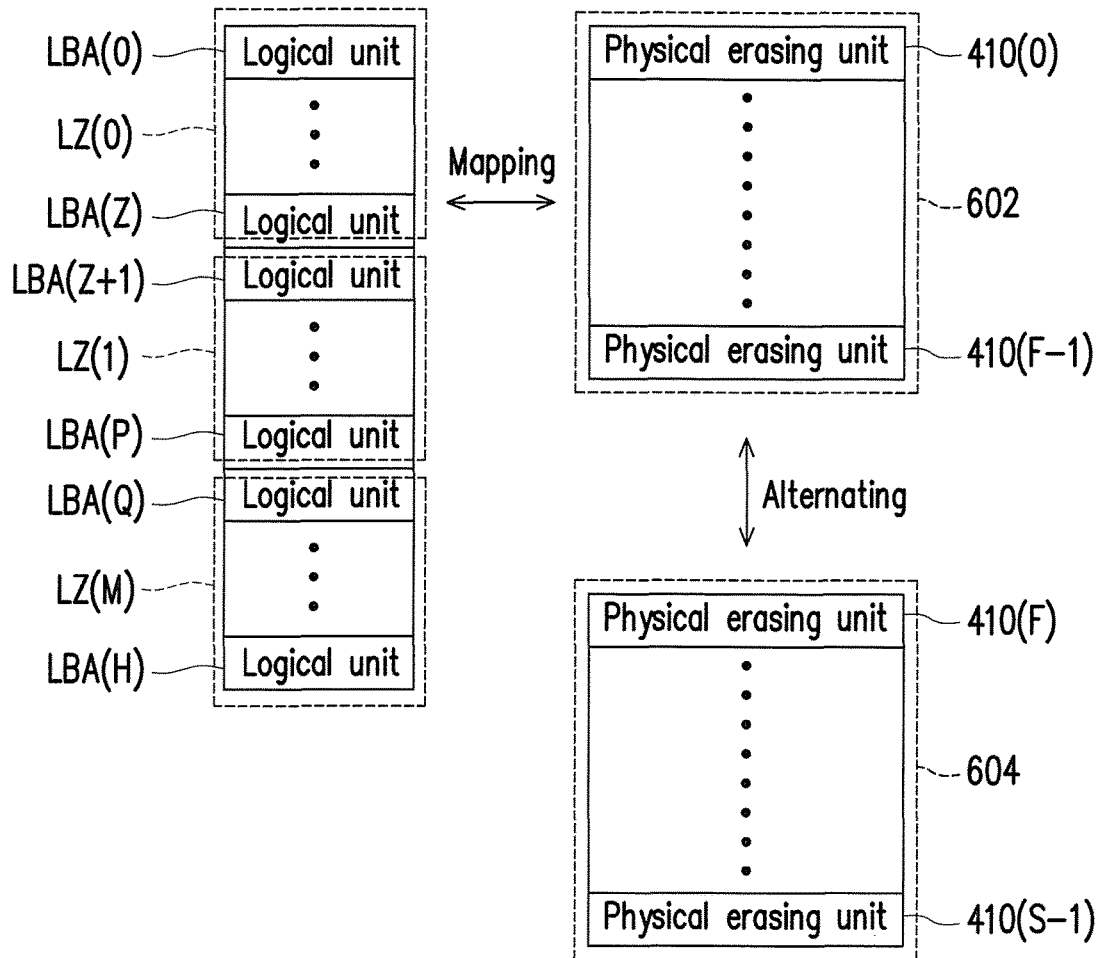 LBA(0) Logical unit
LZ(0)
LBA(Z) Logical unit
LBA(Z+1) Logical unit
LZ(1)
LBA(P) Logical unit
LBA(Q) Logical unit
LZ(M)
LBA(H) Logical unit
Mapping
Physical erasing unit 410(0)
602
Physical erasing unit 410(F-1)
Alternating
Physical erasing unit 410(F)
604
Physical erasing unit 410(S-1)